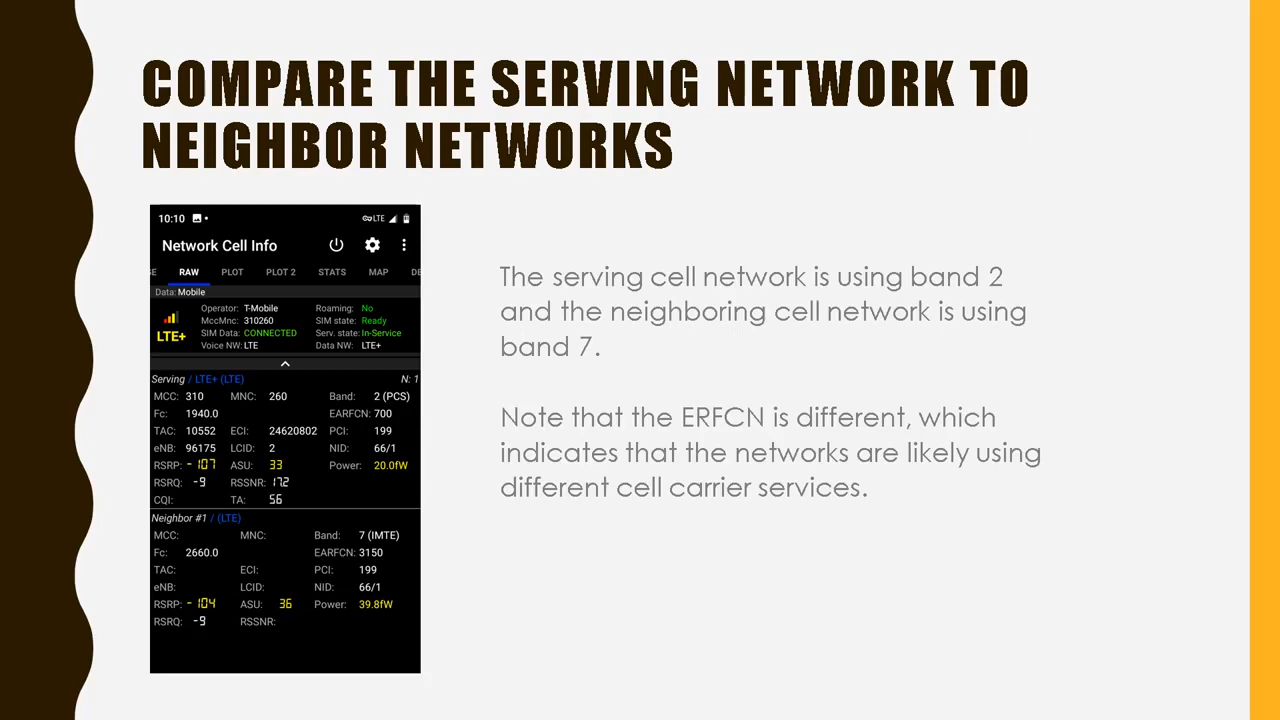 COMPARE THE SERVING NETWORK TO
NEIGHBOR NETWORKS
10:10 LTE
Network Cell Info
SE RAW PLOT PLOT 2 STATS MAP DE
Data: Mobile
Operator: T-Mobile Roaming: No
MccMnc: 310260 SIM state: Ready
LTE+ SIM Data: CONNECTED Serv. state: In-Service
Voice NW: LTE Data NW: LTE+
Serving / LTE+ (LTE) N: 1
MCC: 310 MNC: 260 Band: 2 (PCS)
Fc: 1940.0 EARFCN: 700
TAC: 10552 ECI: 24620802 PCI: 199
eNB: 96175 LCID: 2 NID: 66/1
RSRP: -107 ASU: 33 Power: 20.0fW
RSRQ: -9 RSSNR: 17.2
CQI: TA: 56
Neighbor #1 / (LTE)
MCC: MNC: Band: 7 (IMTE)
Fc: 2660.0 EARFCN: 3150
TAC: ECI: PCI: 199
eNB: LCID: NID: 66/1
RSRP: -104 ASU: 36 Power: 39.8fW
RSRQ: -9 RSSNR:
The serving cell network is using band 2
and the neighboring cell network is using
band 7.
Note that the ERFCN is different, which
indicates that the networks are likely using
different cell carrier services.